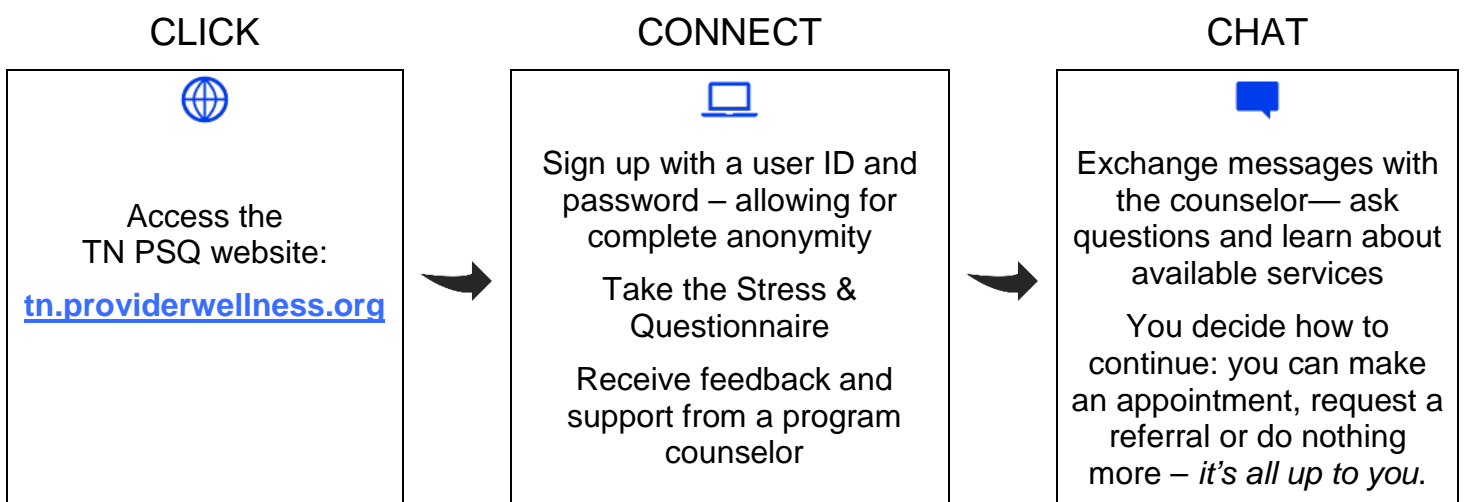 CLICK
Access the
TN PSQ website:
tn.providerwellness.org
CONNECT
Sign up with a user ID and
password – allowing for
complete anonymity
Take the Stress &
Questionnaire
Receive feedback and
support from a program
counselor
CHAT
Exchange messages with
the counselor— ask
questions and learn about
available services
You decide how to
continue: you can make
an appointment, request a
referral or do nothing
more – it's all up to you.